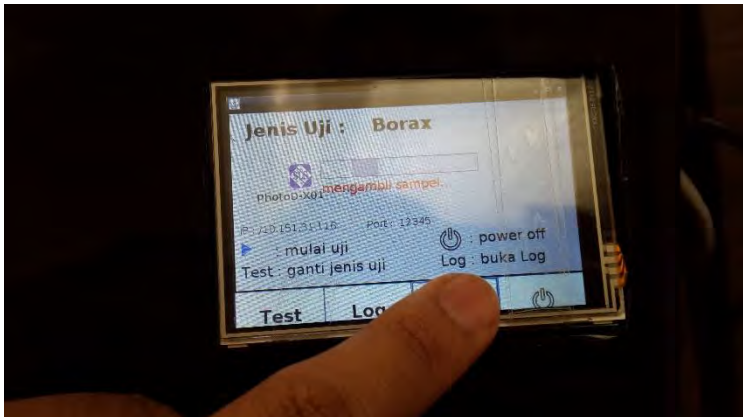 Jenis Uji : Borax
mengambil sampel.
PhotoD-X01
Port: 12345
: mulai uji
: power off
Test : ganti jenis uji
Log : buka Log
Test
Log